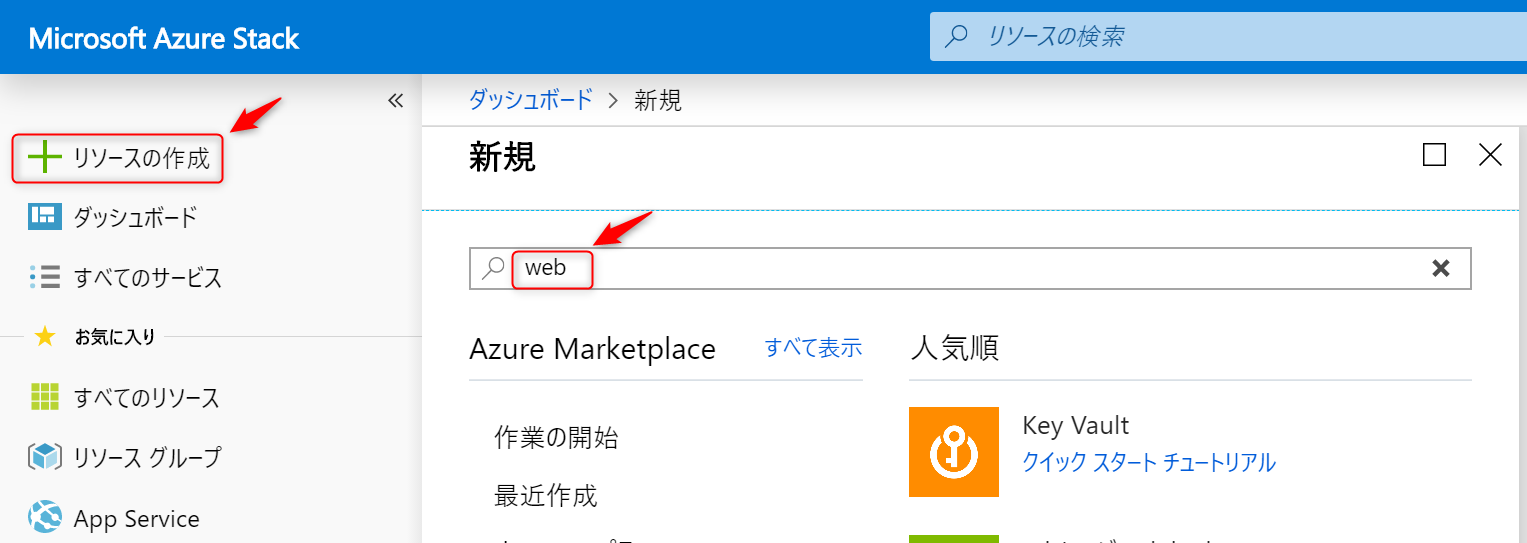 Microsoft Azure Stack
リソースの検索
ダッシュボード > 新規
リソースの作成
新規
ダッシュボード
web
すべてのサービス
お気に入り
Azure Marketplace
すべて表示
人気順
すべてのリソース
作業の開始
Key Vault
クイック スタート チュートリアル
リソース グループ
最近作成
App Service